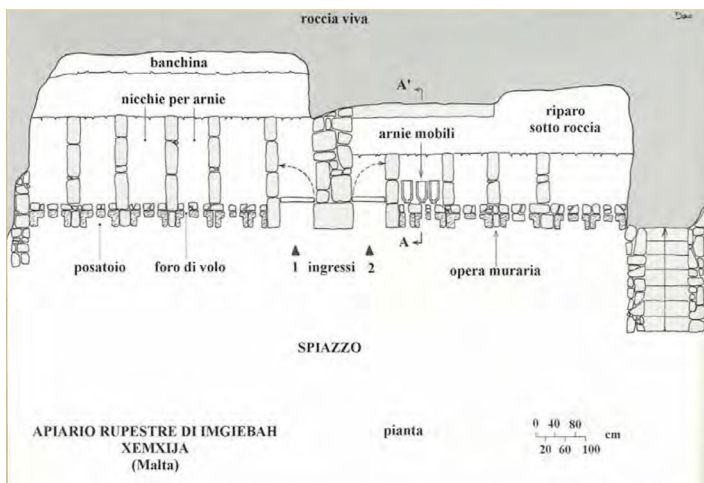 roccia viva
banchina
nicchie per arnie
A'
arnie mobili
riparo
sotto roccia
A
posatoio
foro di volo
1 ingressi 2
opera muraria
SPIAZZO
APIARIO RUPESTRE DI IMGIEBAH
XEMXIJA
(Malta)
pianta
0 40 80
cm
20 60 100